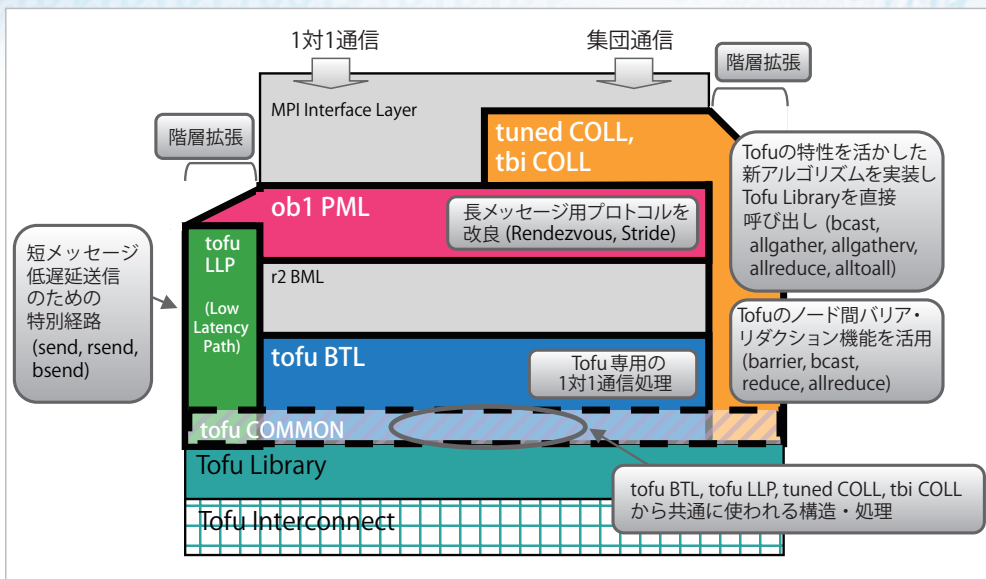 1対1通信
集団通信
階層拡張
MPI Interface Layer
階層拡張
tuned COLL,
tbi COLL
Tofuの特性を活かした
新アルゴリズムを実装し
Tofu Libraryを直接
呼び出し (bcast,
allgather, allgatherv,
allreduce, alltoall)
ob1 PML
長メッセージ用プロトコルを
改良 (Rendezvous, Stride)
短メッセージ
低遅延送信
のための
特別経路
(send, rsend,
bsend)
tofu
LLP
(Low
Latency
Path)
r2 BML
Tofuのノード間バリア・
リダクション機能を活用
(barrier, bcast,
reduce, allreduce)
tofu BTL
Tofu 専用の
1対1通信処理
tofu COMMON
Tofu Library
tofu BTL, tofu LLP, tuned COLL, tbi COLL
から共通に使われる構造・処理
Tofu Interconnect